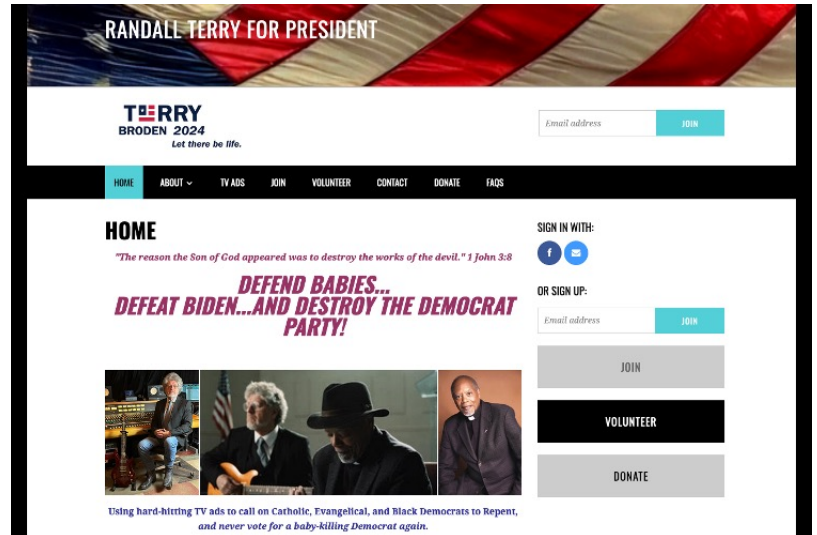 RANDALL TERRY FOR PRESIDENT
TERRY
BRODEN 2024
Let there be life.
Email address
JOIN
HOME
ABOUT
TV ADS
JOIN
VOLUNTEER
CONTACT
DONATE
FAQS
HOME
"The reason the Son of God appeared was to destroy the works of the devil." 1 John 3:8
DEFEND BABIES...
DEFEAT BIDEN...AND DESTROY THE DEMOCRAT
PARTY!
Using hard-hitting TV ads to call on Catholic, Evangelical, and Black Democrats to Repent,
and never vote for a baby-killing Democrat again.
SIGN IN WITH:
f
OR SIGN UP:
Email address
JOIN
JOIN
VOLUNTEER
DONATE